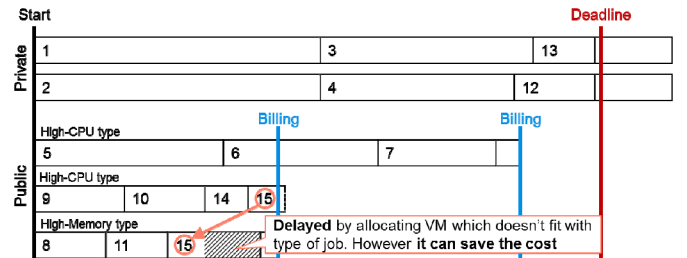 Start
Deadline
Private
1 3 13
2 4 12
Billing Billing
Public
High-CPU type
5 6 7
High-CPU type
9 10 14 15
High-Memory type
8 11 15
Delayed by allocating VM which doesn't fit with
type of job. However it can save the cost